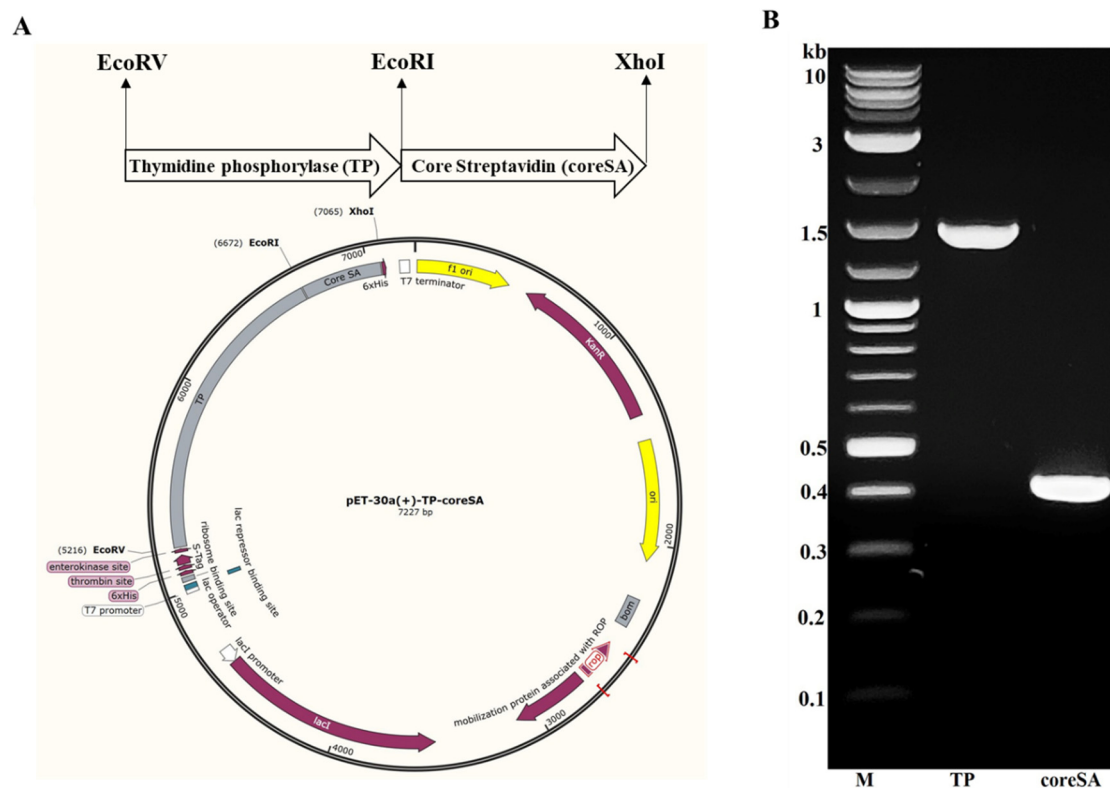 A
EcoRV EcoRI XhoI
Thymidine phosphorylase (TP) Core Streptavidin (coreSA)
(7065) XhoI
(6672) EcoRI
7000
Core SA
6xHis
T7 terminator
f1 ori
1000
KanR
6000
TP
ori
pET-30a(+)-TP-coreSA
7227 bp
2000
(5216) EcoRV
enterokinase site
thrombin site
6xHis
T7 promoter
5000
S-Tag
ribosome binding site
lac operator
lac repressor binding site
lacI promoter
lacI
4000
3000
mobilization protein associated with ROP
rop
bom
B
kb
10
3
1.5
1
0.5
0.4
0.3
0.2
0.1
M TP coreSA